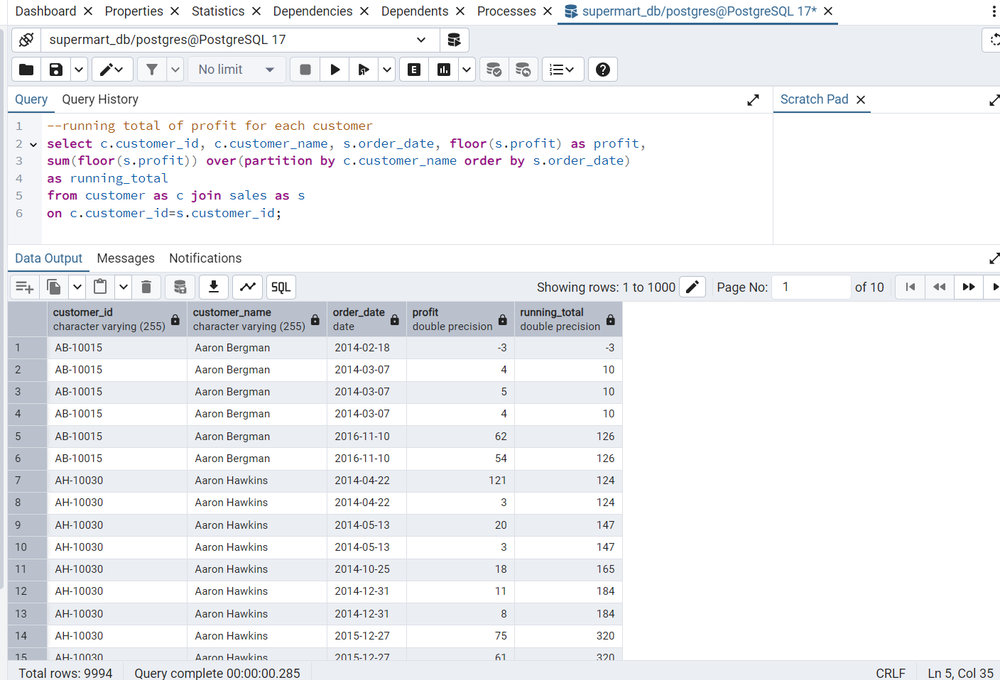 Dashboard × Properties × Statistics × Dependencies × Dependents × Processes × supermart_db/postgres@PostgreSQL 17* ×
supermart_db/postgres@PostgreSQL 17
No limit E ?
Query Query History Scratch Pad ×
1 --running total of profit for each customer
2 select c.customer_id, c.customer_name, s.order_date, floor(s.profit) as profit,
3 sum(floor(s.profit)) over(partition by c.customer_name order by s.order_date)
4 as running_total
5 from customer as c join sales as s
6 on c.customer_id=s.customer_id;
Data Output Messages Notifications
SQL Showing rows: 1 to 1000 Page No: 1 of 10
customer_id customer_name order_date profit running_total
character varying (255) character varying (255) date double precision double precision
1 AB-10015 Aaron Bergman 2014-02-18 -3 -3
2 AB-10015 Aaron Bergman 2014-03-07 4 10
3 AB-10015 Aaron Bergman 2014-03-07 5 10
4 AB-10015 Aaron Bergman 2014-03-07 4 10
5 AB-10015 Aaron Bergman 2016-11-10 62 126
6 AB-10015 Aaron Bergman 2016-11-10 54 126
7 AH-10030 Aaron Hawkins 2014-04-22 121 124
8 AH-10030 Aaron Hawkins 2014-04-22 3 124
9 AH-10030 Aaron Hawkins 2014-05-13 20 147
10 AH-10030 Aaron Hawkins 2014-05-13 3 147
11 AH-10030 Aaron Hawkins 2014-10-25 18 165
12 AH-10030 Aaron Hawkins 2014-12-31 11 184
13 AH-10030 Aaron Hawkins 2014-12-31 8 184
14 AH-10030 Aaron Hawkins 2015-12-27 75 320
15 AH-10030 Aaron Hawkins 2015-12-27 61 320
Total rows: 9994 Query complete 00:00:00.285 CRLF Ln 5, Col 35